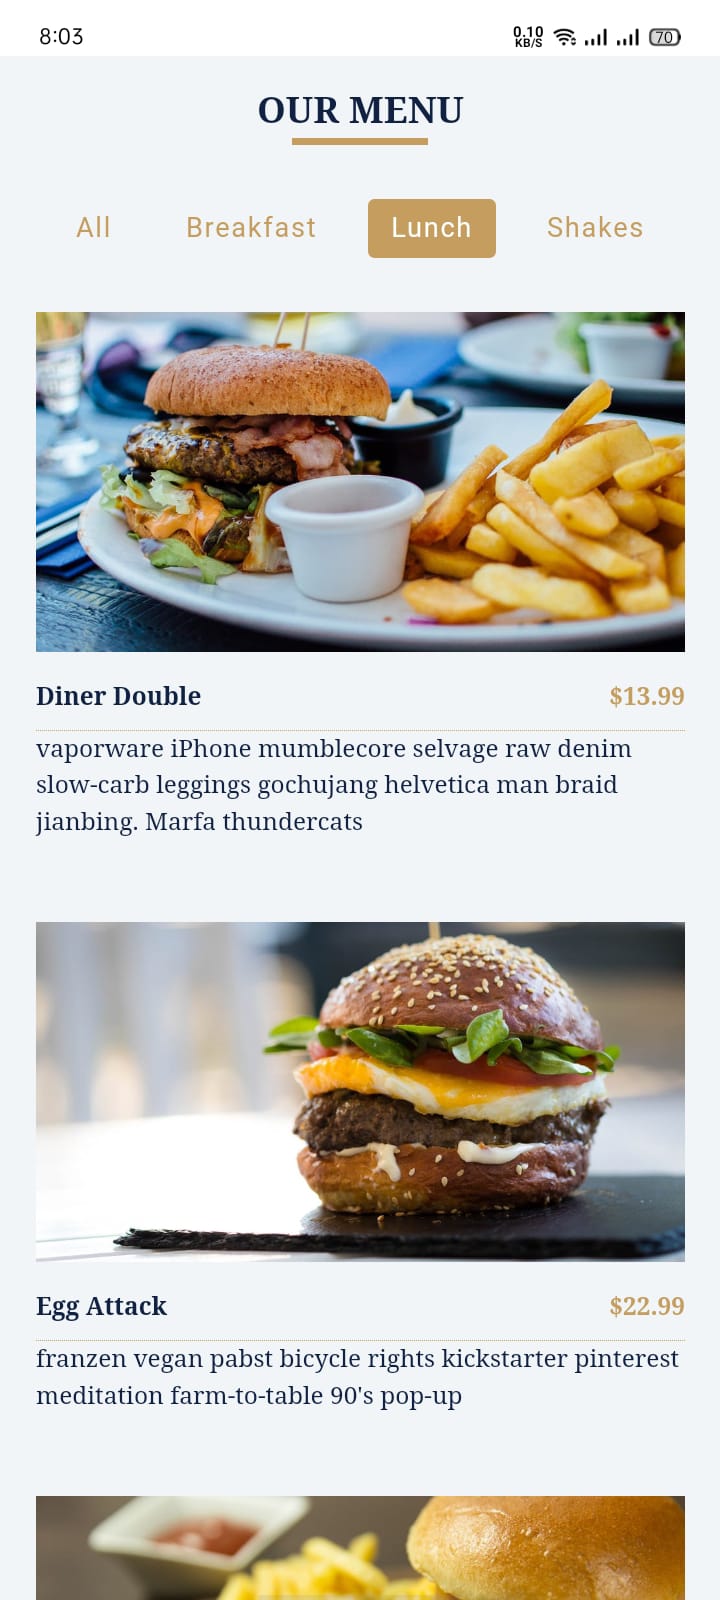 8:03
0.10
KB/S
70
OUR MENU
All Breakfast Lunch Shakes
Diner Double $13.99
vaporware iPhone mumblecore selvage raw denim
slow-carb leggings gochujang helvetica man braid
jianbing. Marfa thundercats
Egg Attack $22.99
franzen vegan pabst bicycle rights kickstarter pinterest
meditation farm-to-table 90's pop-up